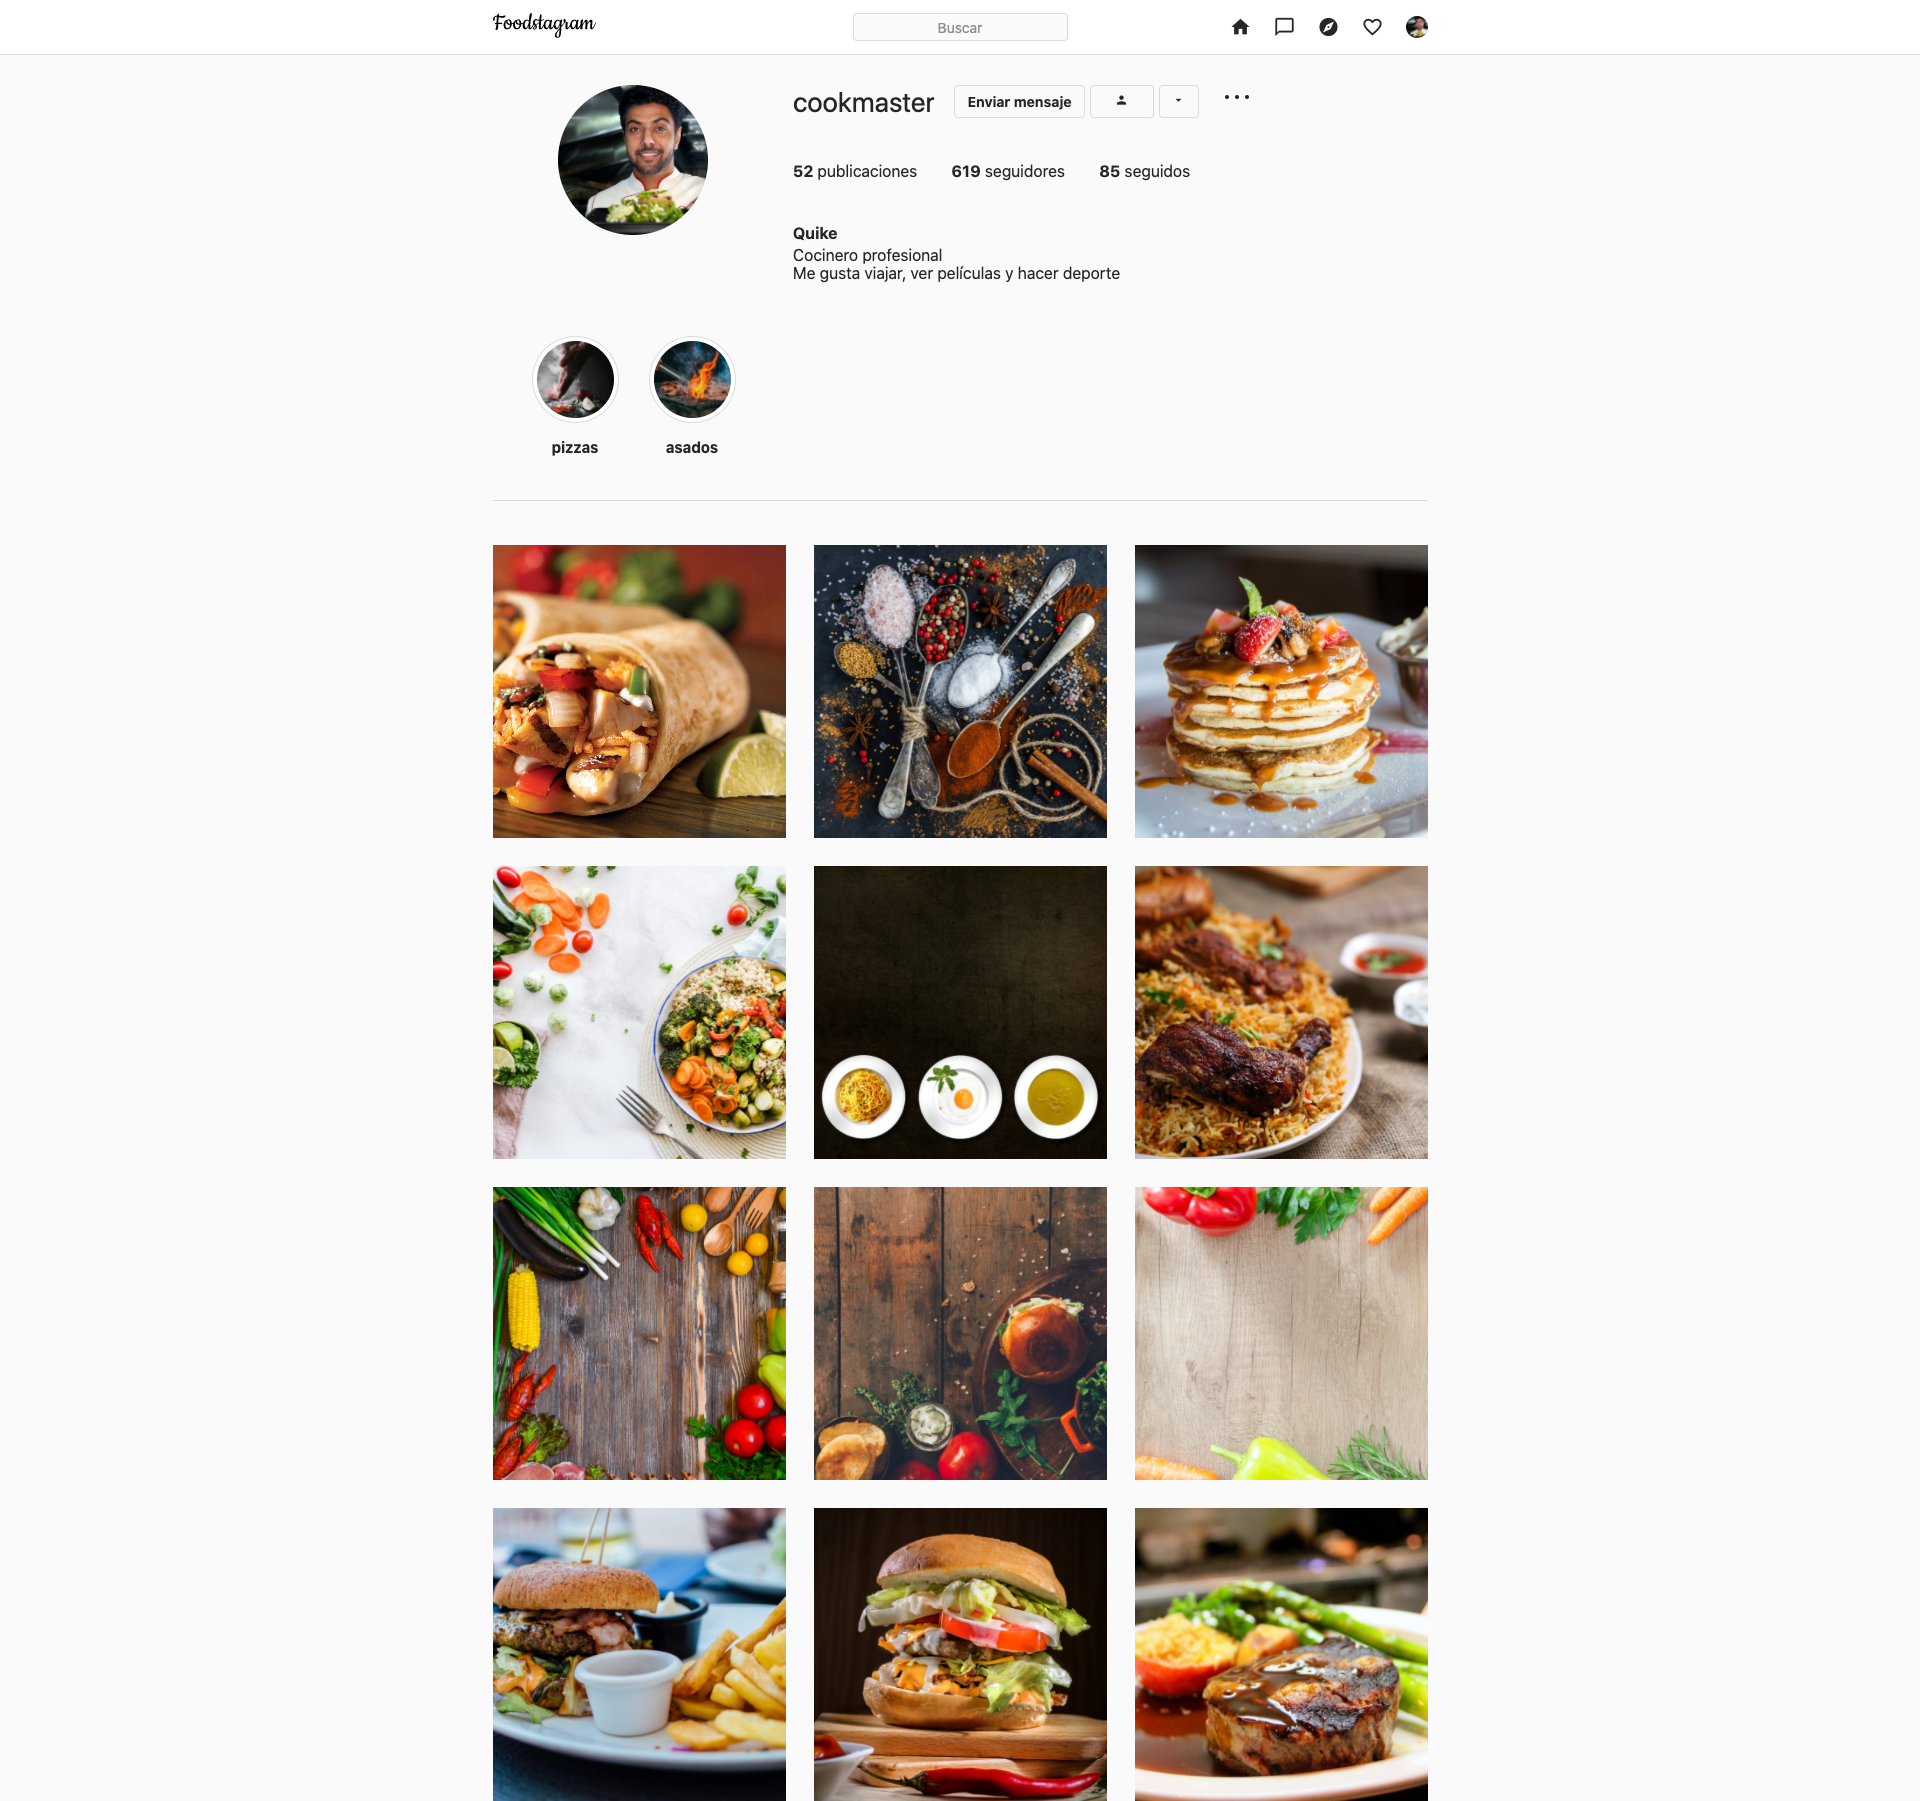 Foodstagram
Buscar
cookmaster
Enviar mensaje
52 publicaciones 619 seguidores 85 seguidos
Quike
Cocinero profesional
Me gusta viajar, ver películas y hacer deporte
pizzas asados